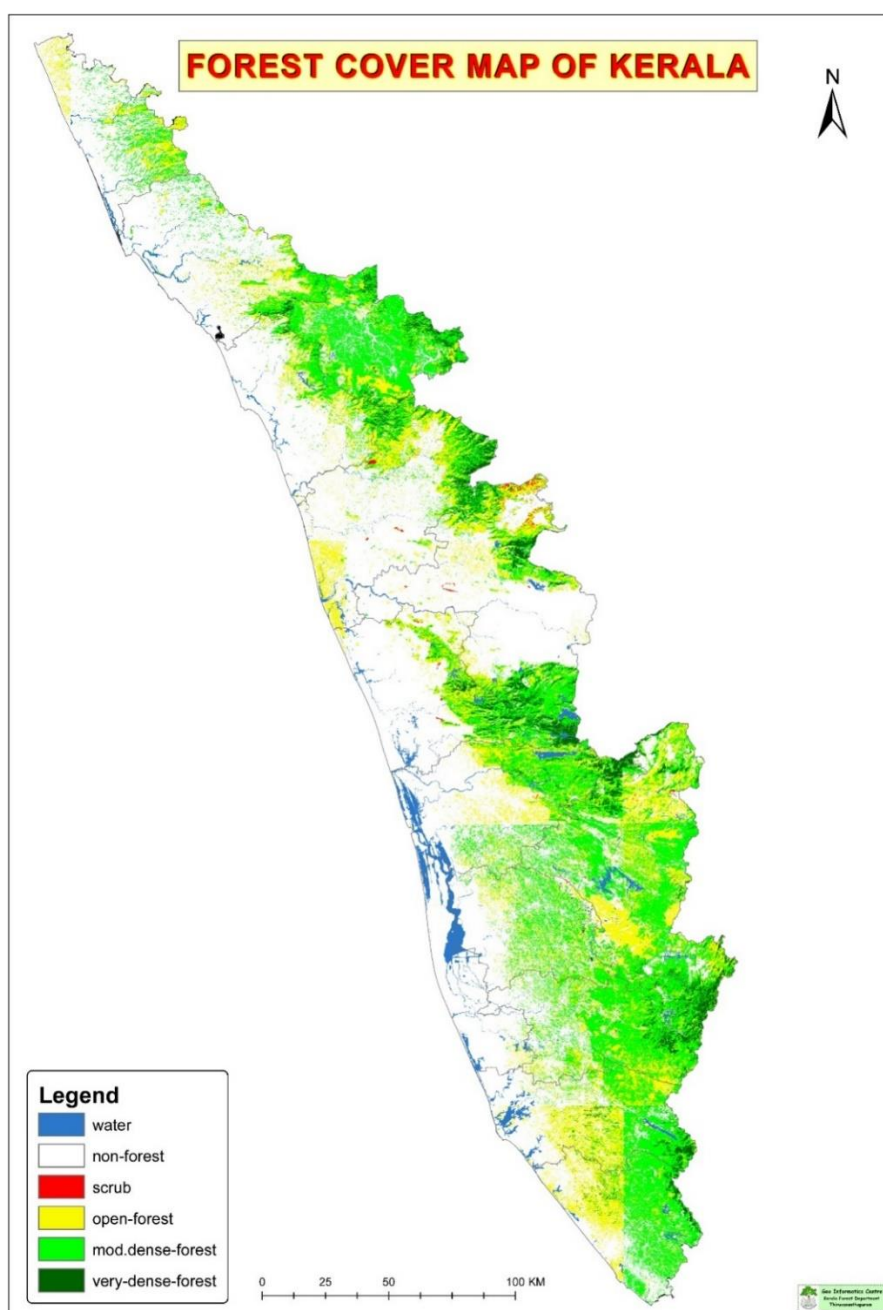 FOREST COVER MAP OF KERALA
N
Legend
water
non-forest
scrub
open-forest
mod.dense-forest
very-dense-forest
0 25 50 100 KM
Geo Informatics Centre
Kerala Forest Department
Thiruvananthapuram